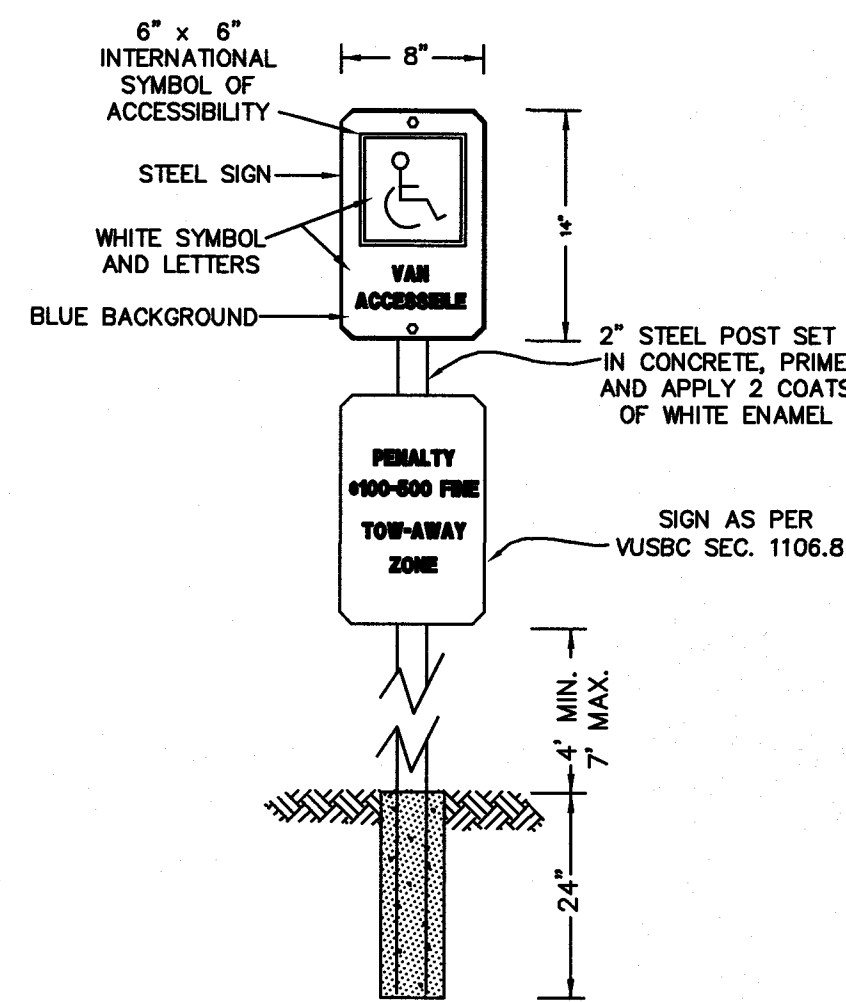 6" x 6"
INTERNATIONAL
SYMBOL OF
ACCESSIBILITY
8"
STEEL SIGN
14"
WHITE SYMBOL
AND LETTERS
VAN
ACCESSIBLE
BLUE BACKGROUND
2" STEEL POST SET
IN CONCRETE, PRIME
AND APPLY 2 COATS
OF WHITE ENAMEL
PENALTY
$100-500 FINE
TOW-AWAY
ZONE
SIGN AS PER
VUSBC SEC. 1106.8
4' MIN.
7' MAX.
24"